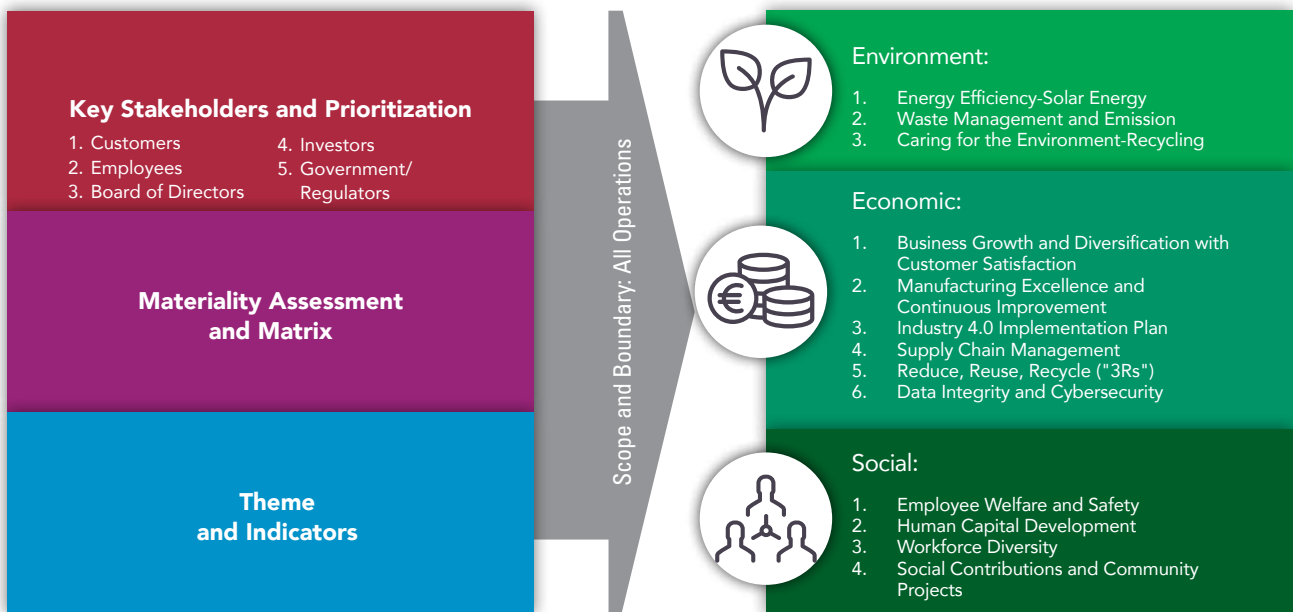 Key Stakeholders and Prioritization
1. Customers
2. Employees
3. Board of Directors
4. Investors
5. Government/
Regulators
Materiality Assessment
and Matrix
Theme
and Indicators
Scope and Boundary: All Operations
Environment:
1. Energy Efficiency-Solar Energy
2. Waste Management and Emission
3. Caring for the Environment-Recycling
Economic:
1. Business Growth and Diversification with
Customer Satisfaction
2. Manufacturing Excellence and
Continuous Improvement
3. Industry 4.0 Implementation Plan
4. Supply Chain Management
5. Reduce, Reuse, Recycle ("3Rs")
6. Data Integrity and Cybersecurity
Social:
1. Employee Welfare and Safety
2. Human Capital Development
3. Workforce Diversity
4. Social Contributions and Community
Projects